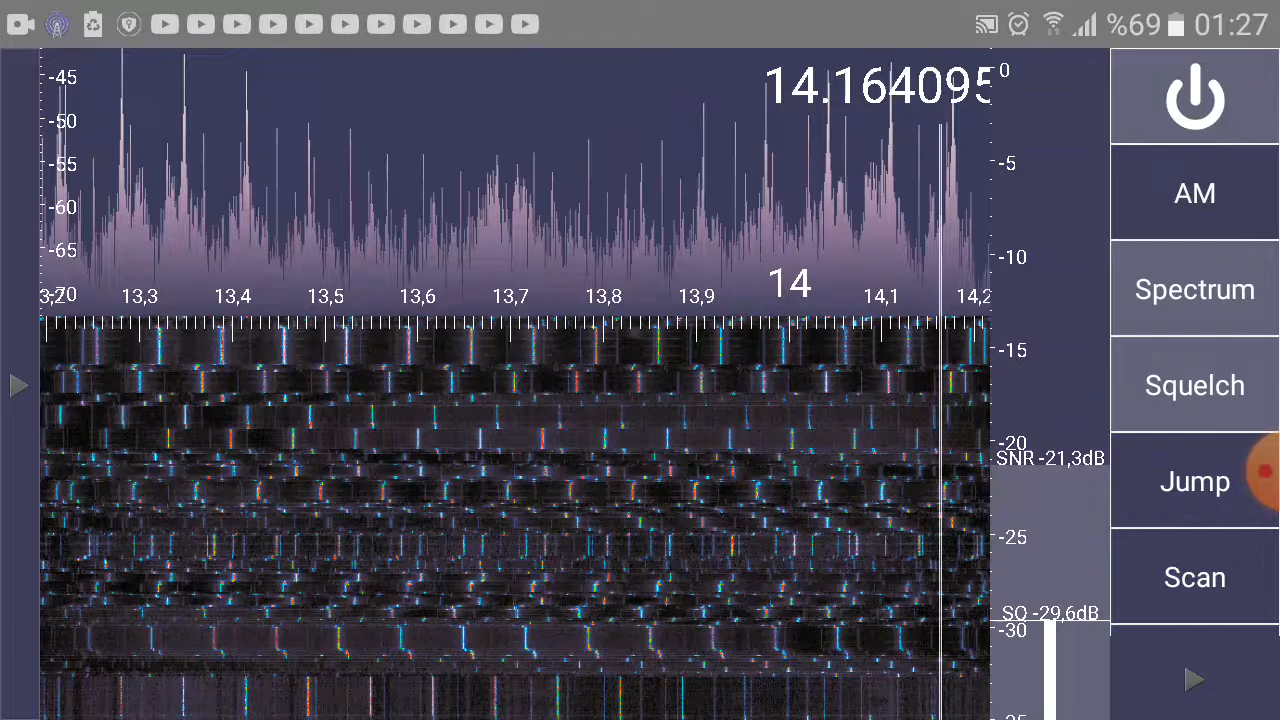 %69 01:27
14.164095
-45
-50
-55
-60
-65
-70
0
-5
-10
-15
-20
-25
-30
13,3 13,4 13,5 13,6 13,7 13,8 13,9 14 14,1 14,2
SNR -21,3dB
SQ -29,6dB
AM
Spectrum
Squelch
Jump
Scan